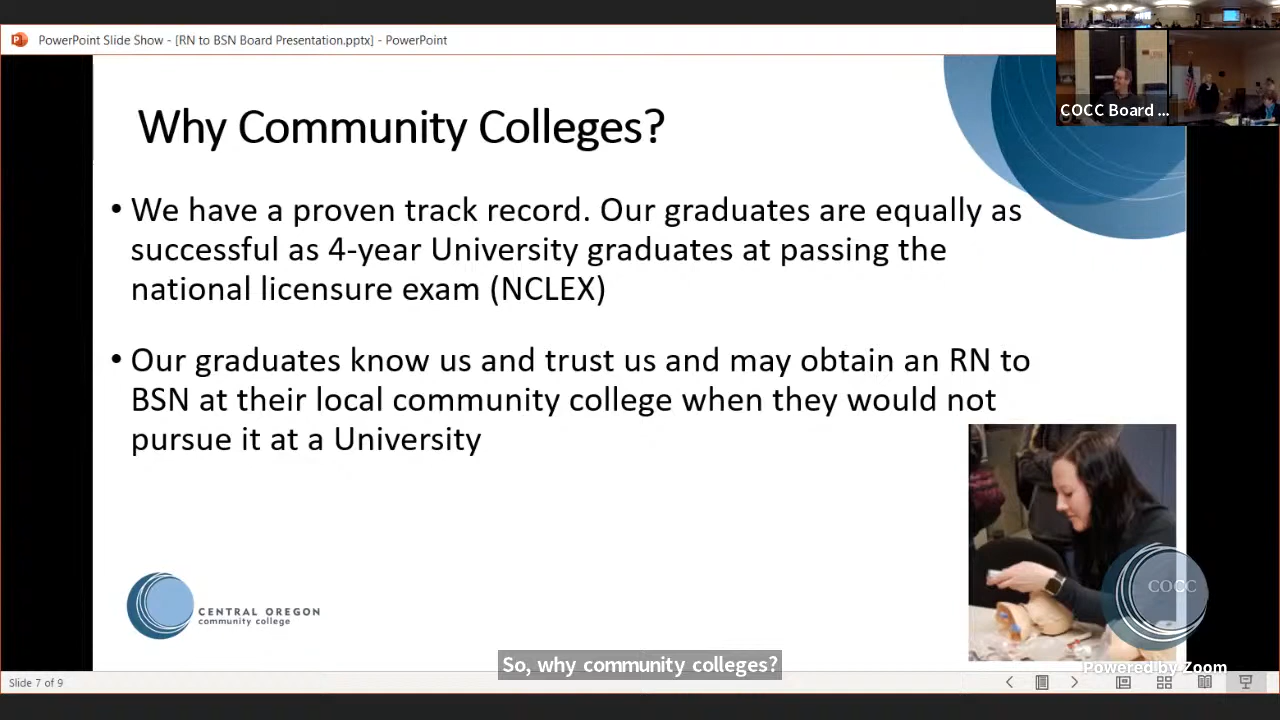 PowerPoint Slide Show - [RN to BSN Board Presentation.pptx] - PowerPoint
COCC Board ...
Why Community Colleges?
• We have a proven track record. Our graduates are equally as
successful as 4-year University graduates at passing the
national licensure exam (NCLEX)
• Our graduates know us and trust us and may obtain an RN to
BSN at their local community college when they would not
pursue it at a University
COCC
CENTRAL OREGON
community college
So, why community colleges?
Powered by Zoom
Slide 7 of 9